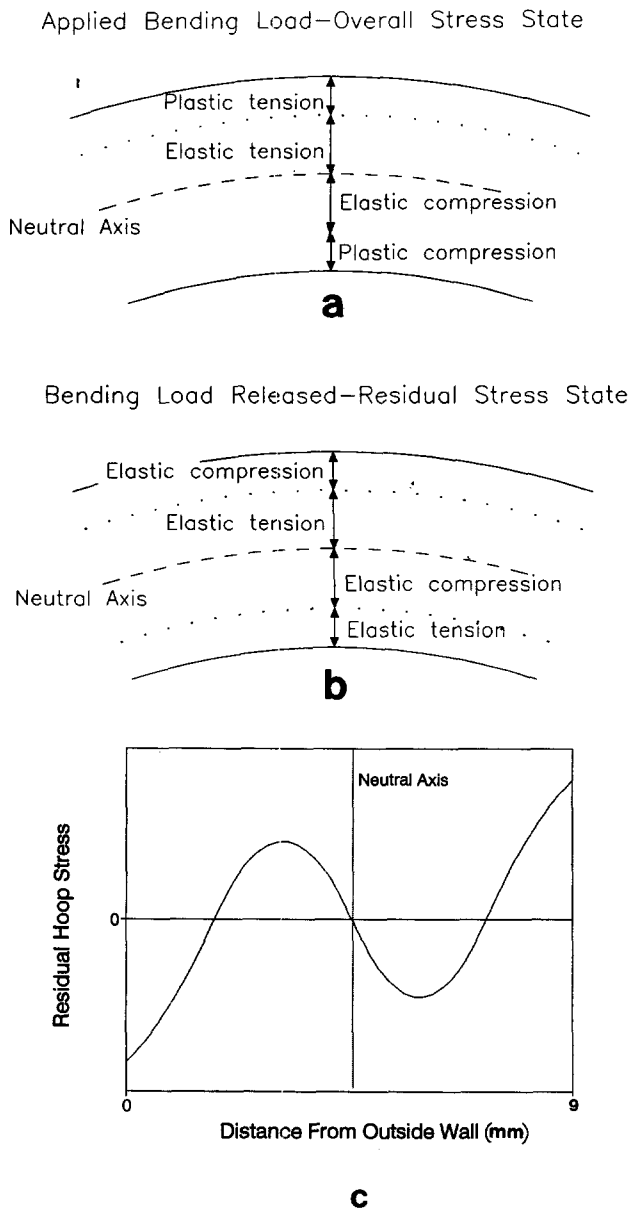 Applied Bending Load-Overall Stress State
Plastic tension
Elastic tension
Elastic compression
Neutral Axis
Plastic compression
a
Bending Load Released-Residual Stress State
Elastic compression
Elastic tension
Elastic compression
Neutral Axis
Elastic tension
b
Neutral Axis
Residual Hoop Stress
0
0
9
Distance From Outside Wall (mm)
c